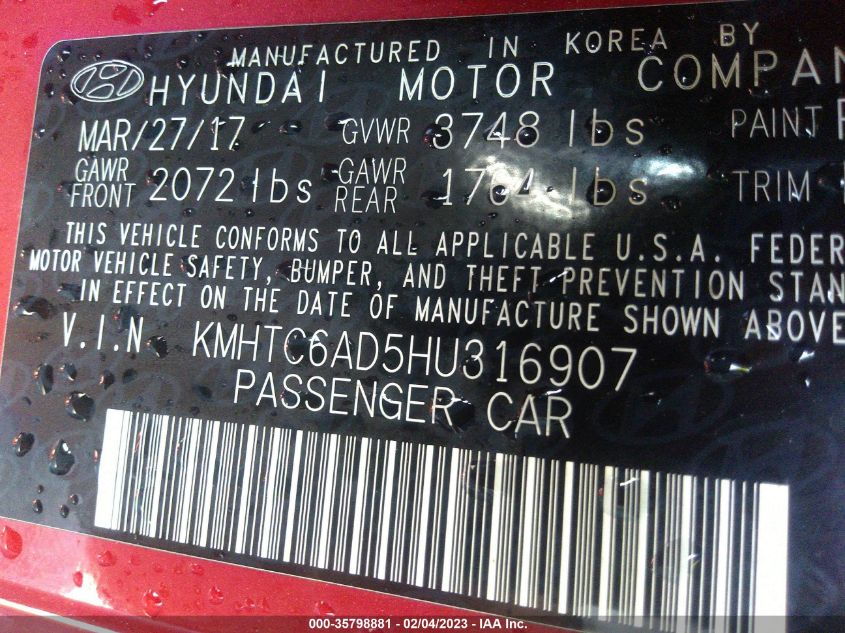 MANUFACTURED IN KOREA BY
HYUNDAI MOTOR COMPAN
MAR/27/17 GVWR 3748 lbs PAINT
GAWR FRONT 2072 lbs GAWR REAR 1764 lbs TRIM
THIS VEHICLE CONFORMS TO ALL APPLICABLE U.S.A. FEDER
MOTOR VEHICLE SAFETY, BUMPER, AND THEFT PREVENTION STAN
IN EFFECT ON THE DATE OF MANUFACTURE SHOWN ABOVE
V.I.N KMHTC6AD5HU316907
PASSENGER CAR
000-35798881 - 02/04/2023 - IAA Inc.